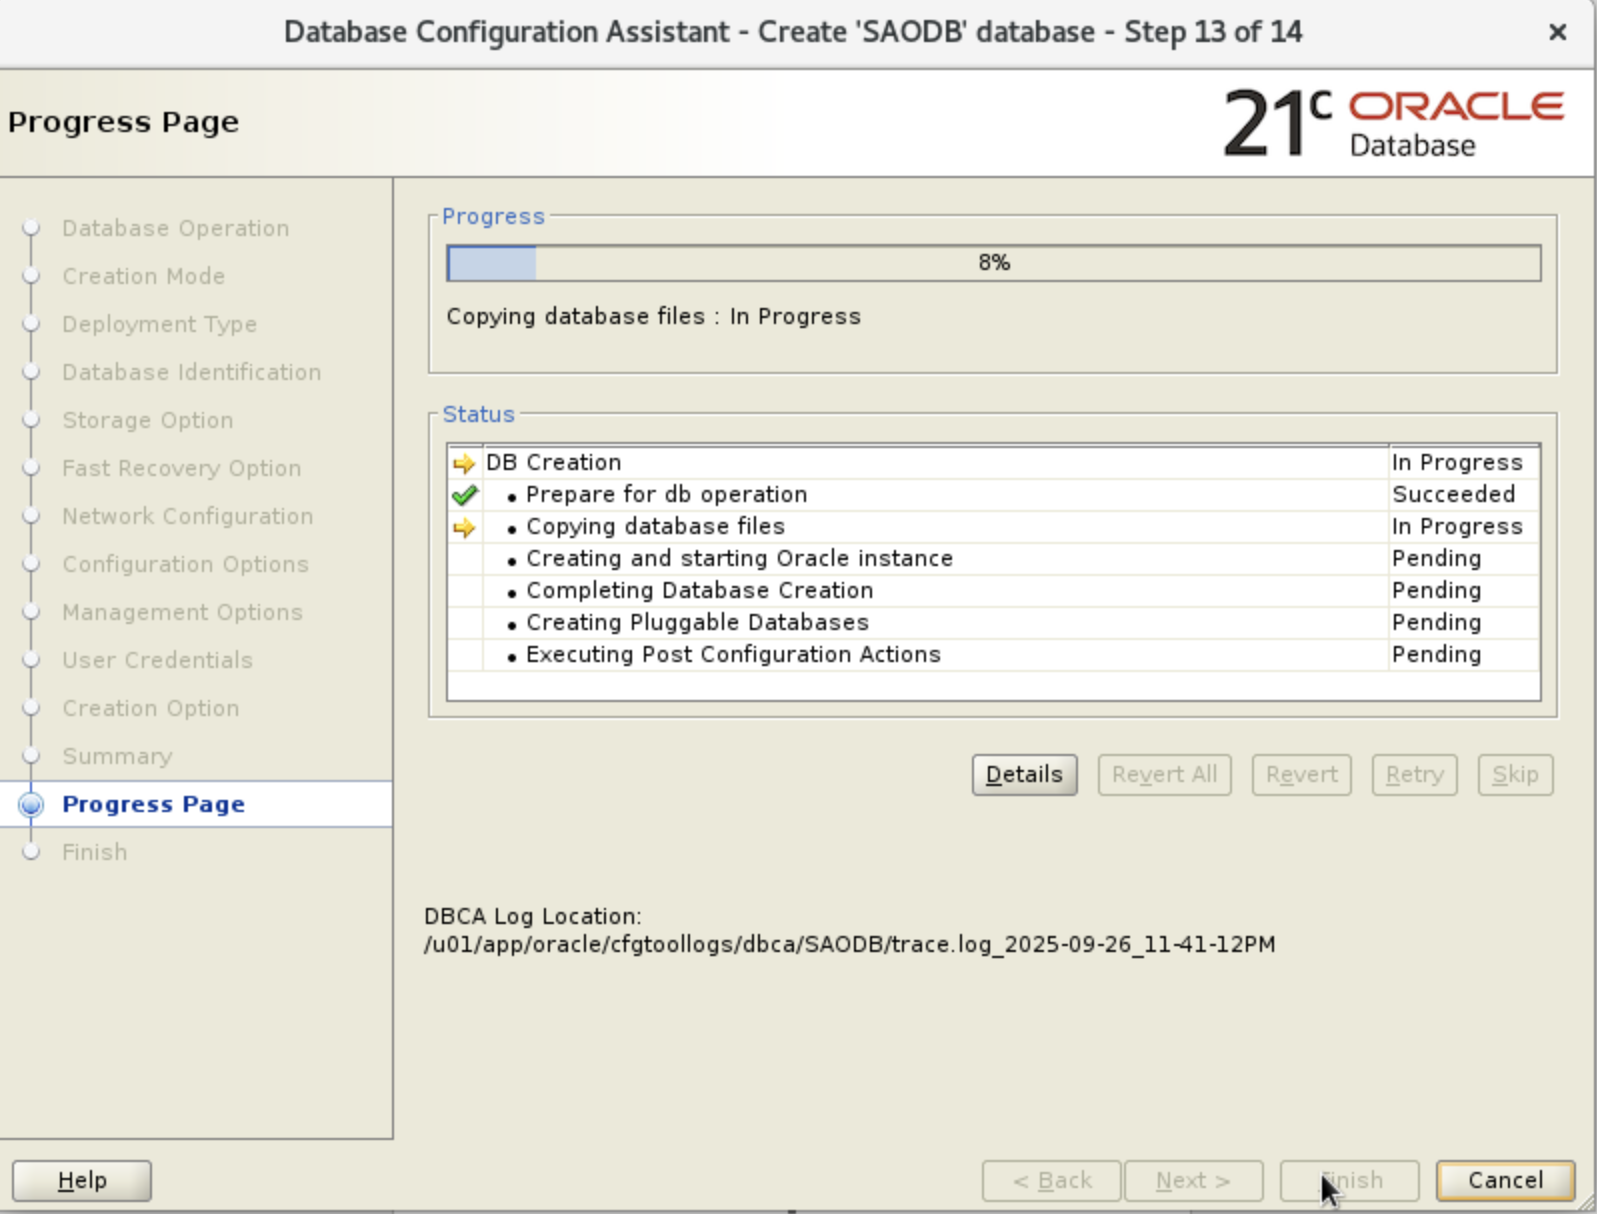 Database Configuration Assistant - Create 'SAODB' database - Step 13 of 14
Progress Page
21c ORACLE
Database
Database Operation
Creation Mode
Deployment Type
Database Identification
Storage Option
Fast Recovery Option
Network Configuration
Configuration Options
Management Options
User Credentials
Creation Option
Summary
Progress Page
Finish
Progress
8%
Copying database files : In Progress
Status
DB Creation In Progress
• Prepare for db operation Succeeded
• Copying database files In Progress
• Creating and starting Oracle instance Pending
• Completing Database Creation Pending
• Creating Pluggable Databases Pending
• Executing Post Configuration Actions Pending
Details Revert All Revert Retry Skip
DBCA Log Location:
/u01/app/oracle/cfgtoollogs/dbca/SAODB/trace.log_2025-09-26_11-41-12PM
Help < Back Next > Finish Cancel